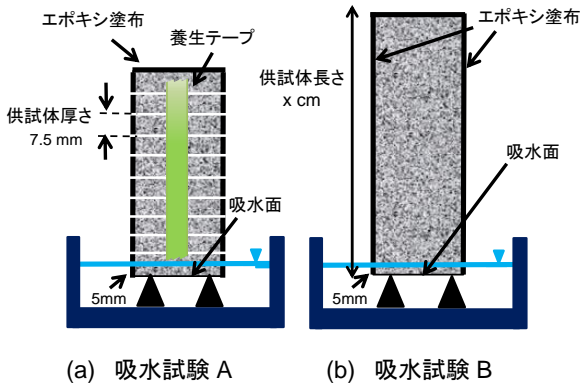 エポキシ塗布
養生テープ
供試体厚さ
7.5 mm
吸水面
5mm
(a) 吸水試験 A
エポキシ塗布
供試体長さ
x cm
吸水面
5mm
(b) 吸水試験 B